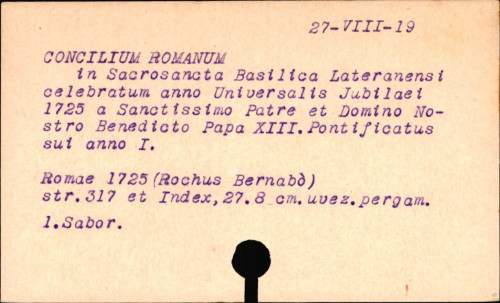 27-VIII-19
CONCILIUM ROMANUM
in Sacrosancta Basilica Lateranensi
celebratum anno Universalis Jubilaei
1725 a Sanctissimo Patre et Domino No-
stro Benedicto Papa XIII. Pontificatus
sui anno I.
Romae 1725 (Rochus Bernabò)
str. 317 et Index, 27.8 cm. uvez. pergam.
1. Sabor.